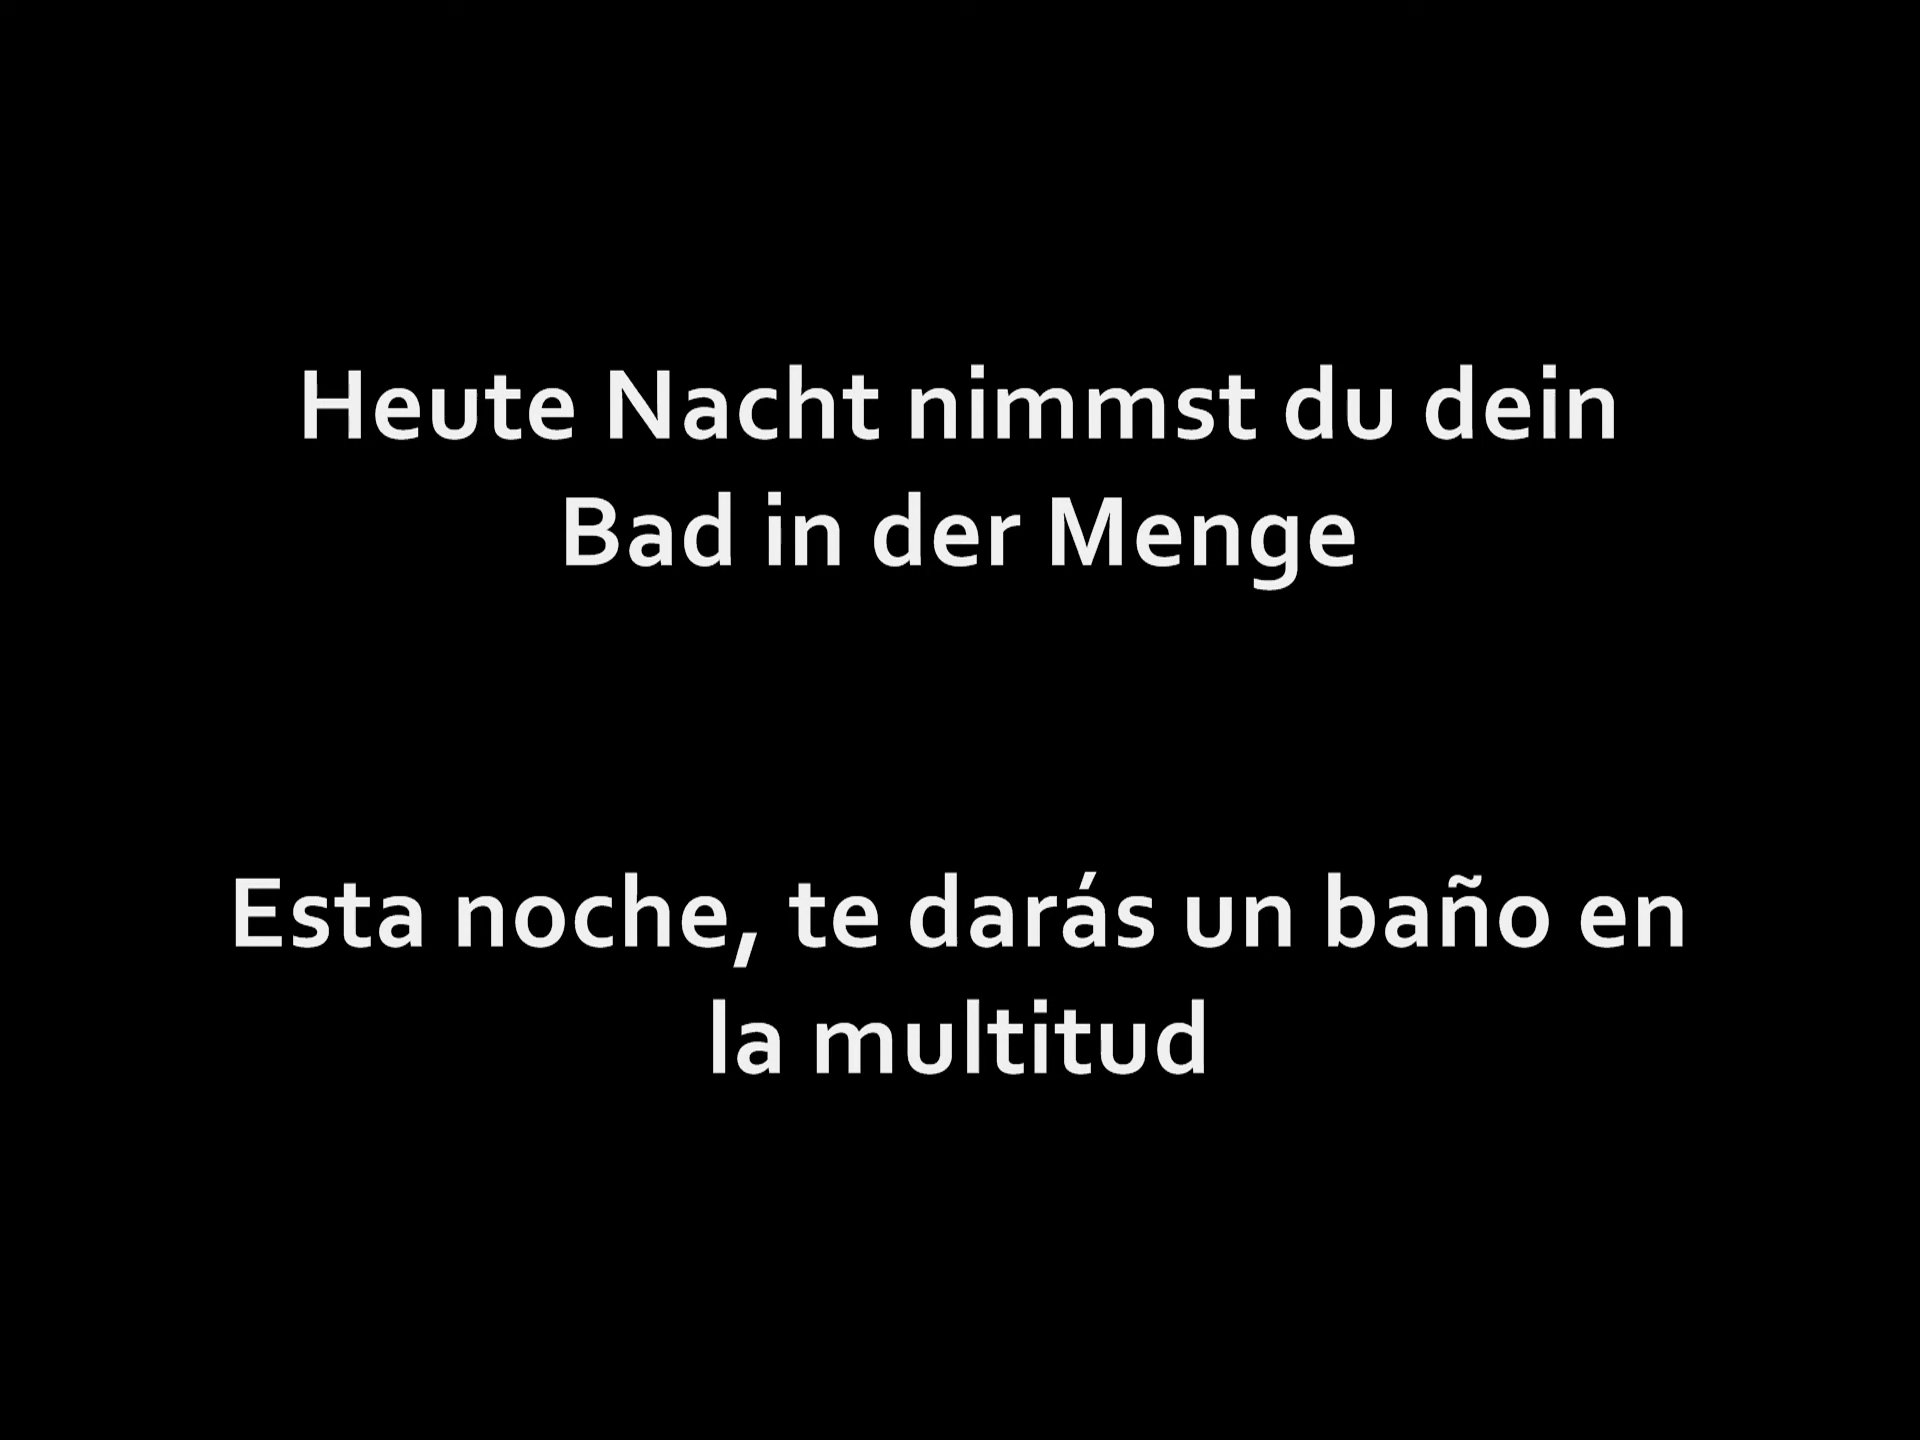 Heute Nacht nimmst du dein
Bad in der Menge
Esta noche, te darás un baño en
la multitud